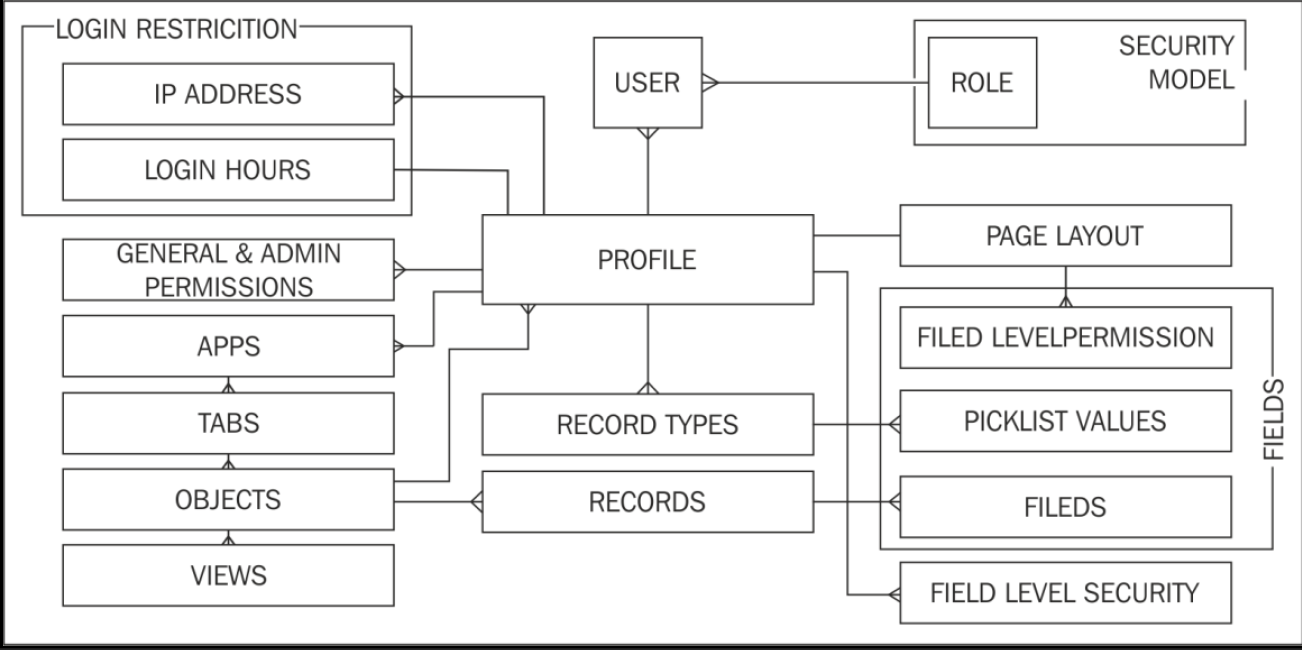 LOGIN RESTRICITION
IP ADDRESS
LOGIN HOURS
USER
ROLE
SECURITY
MODEL
GENERAL & ADMIN
PERMISSIONS
PROFILE
PAGE LAYOUT
APPS
FILED LEVELPERMISSION
TABS
RECORD TYPES
PICKLIST VALUES
FIELDS
OBJECTS
RECORDS
FILEDS
VIEWS
FIELD LEVEL SECURITY